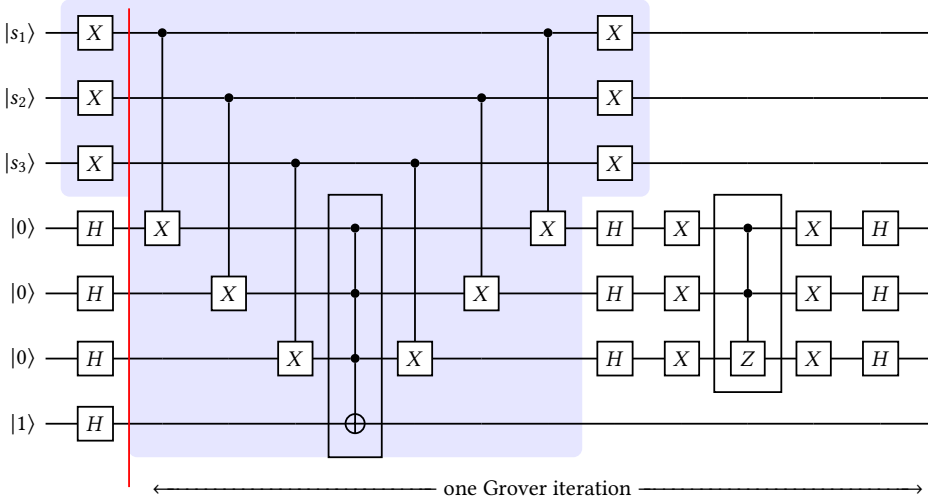 |s₁⟩ X X
|s₂⟩ X X
|s₃⟩ X X
|0⟩ H X X H X X H
|0⟩ H X X H X X H
|0⟩ H X X H X Z X H
|1⟩ H
one Grover iteration